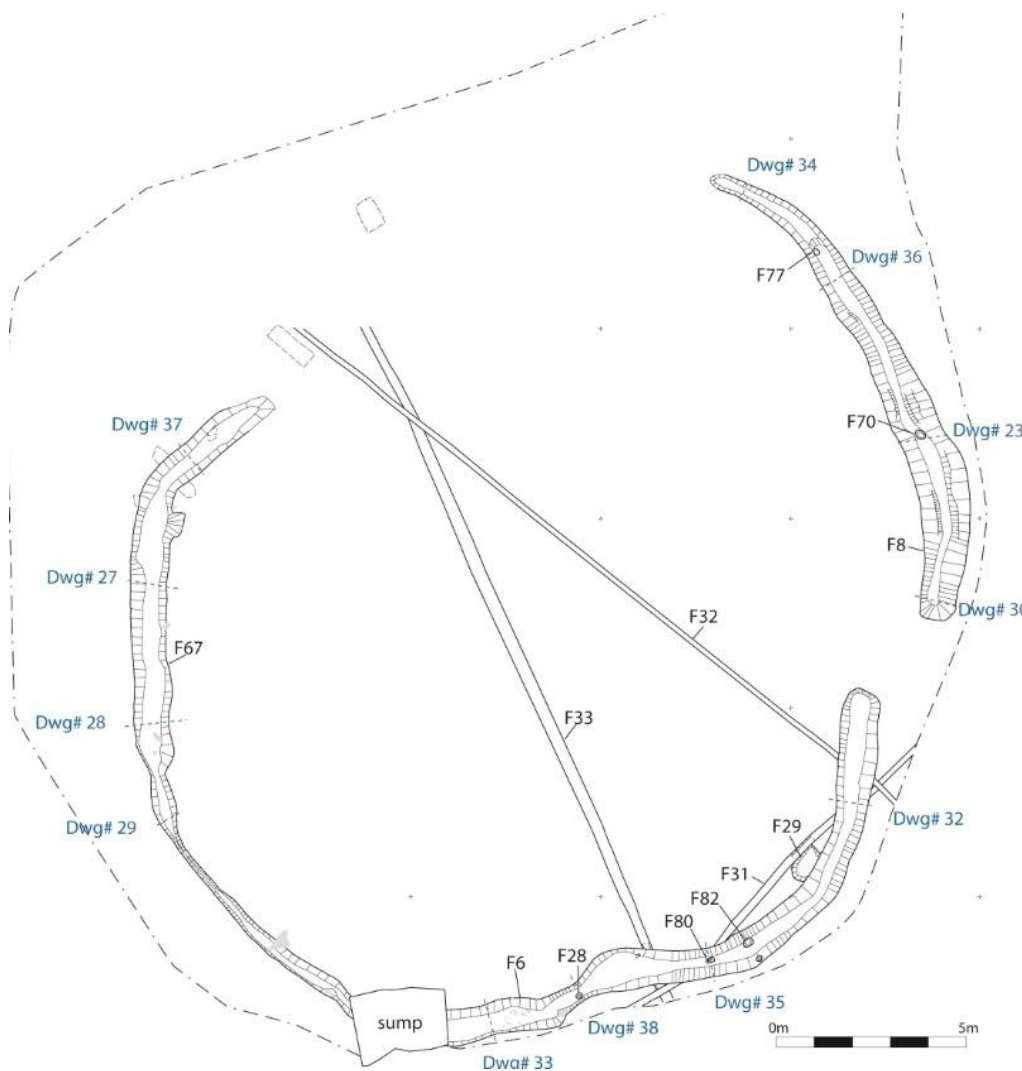 Dwg# 34
Dwg# 36
F77
Dwg# 37
F70
Dwg# 23
F8
Dwg# 27
Dwg# 30
F32
F67
F33
Dwg# 28
Dwg# 29
Dwg# 32
F29
F31
F82
F80
F6
F28
Dwg# 35
sump
Dwg# 38
0m 5m
Dwg# 33